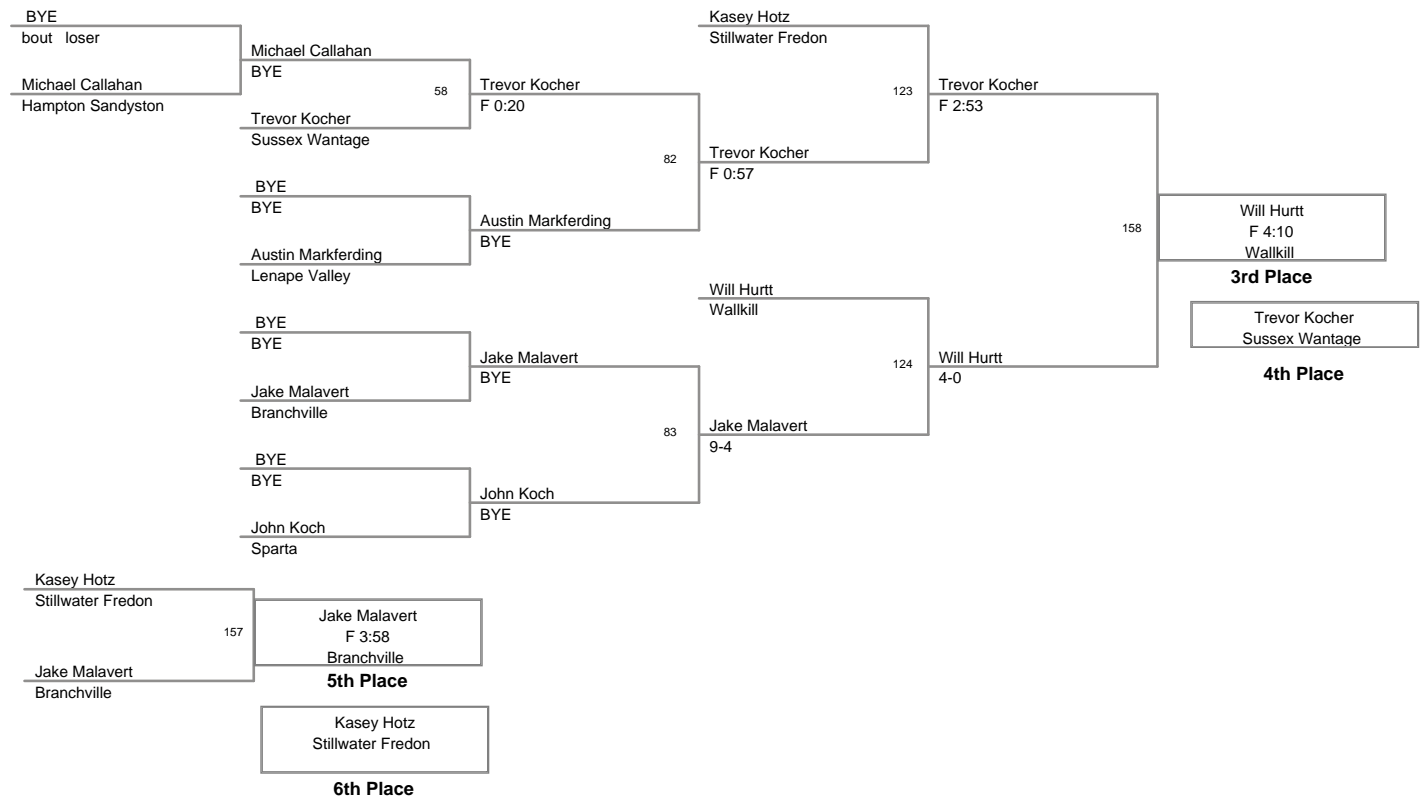 BYE
bout loser
Michael Callahan
Hampton Sandyston
Michael Callahan
BYE
58
Trevor Kocher
Sussex Wantage
Trevor Kocher
F 0:20
BYE
BYE
Austin Markferding
Lenape Valley
Austin Markferding
BYE
82
Trevor Kocher
F 0:57
Kasey Hotz
Stillwater Fredon
123
Trevor Kocher
F 2:53
BYE
BYE
Jake Malavert
Branchville
Jake Malavert
BYE
83
BYE
BYE
John Koch
Sparta
John Koch
BYE
Jake Malavert
9-4
Will Hurtt
Wallkill
124
Will Hurtt
4-0
158
Will Hurtt
F 4:10
Wallkill
3rd Place
Trevor Kocher
Sussex Wantage
4th Place
Kasey Hotz
Stillwater Fredon
157
Jake Malavert
Branchville
Jake Malavert
F 3:58
Branchville
5th Place
Kasey Hotz
Stillwater Fredon
6th Place